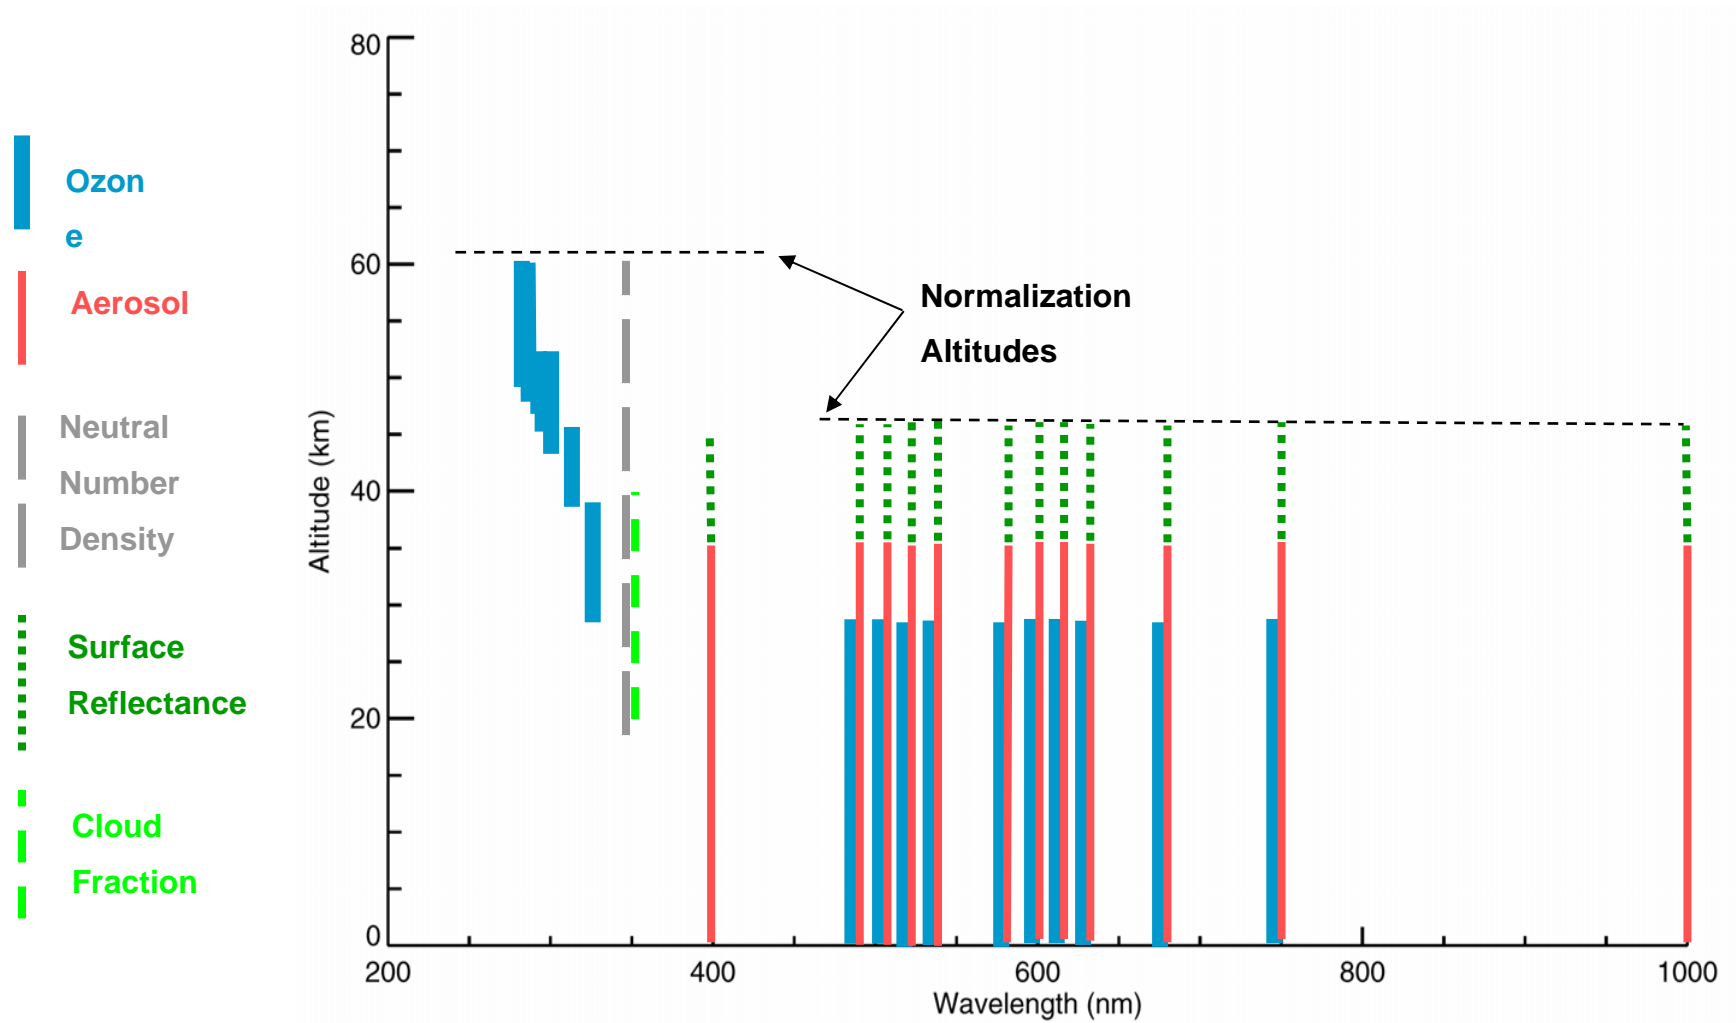 Ozon
e
Aerosol
Neutral
Number
Density
Surface
Reflectance
Cloud
Fraction
80
60
40
20
0
Altitude (km)
Normalization
Altitudes
200
400
600
800
1000
Wavelength (nm)